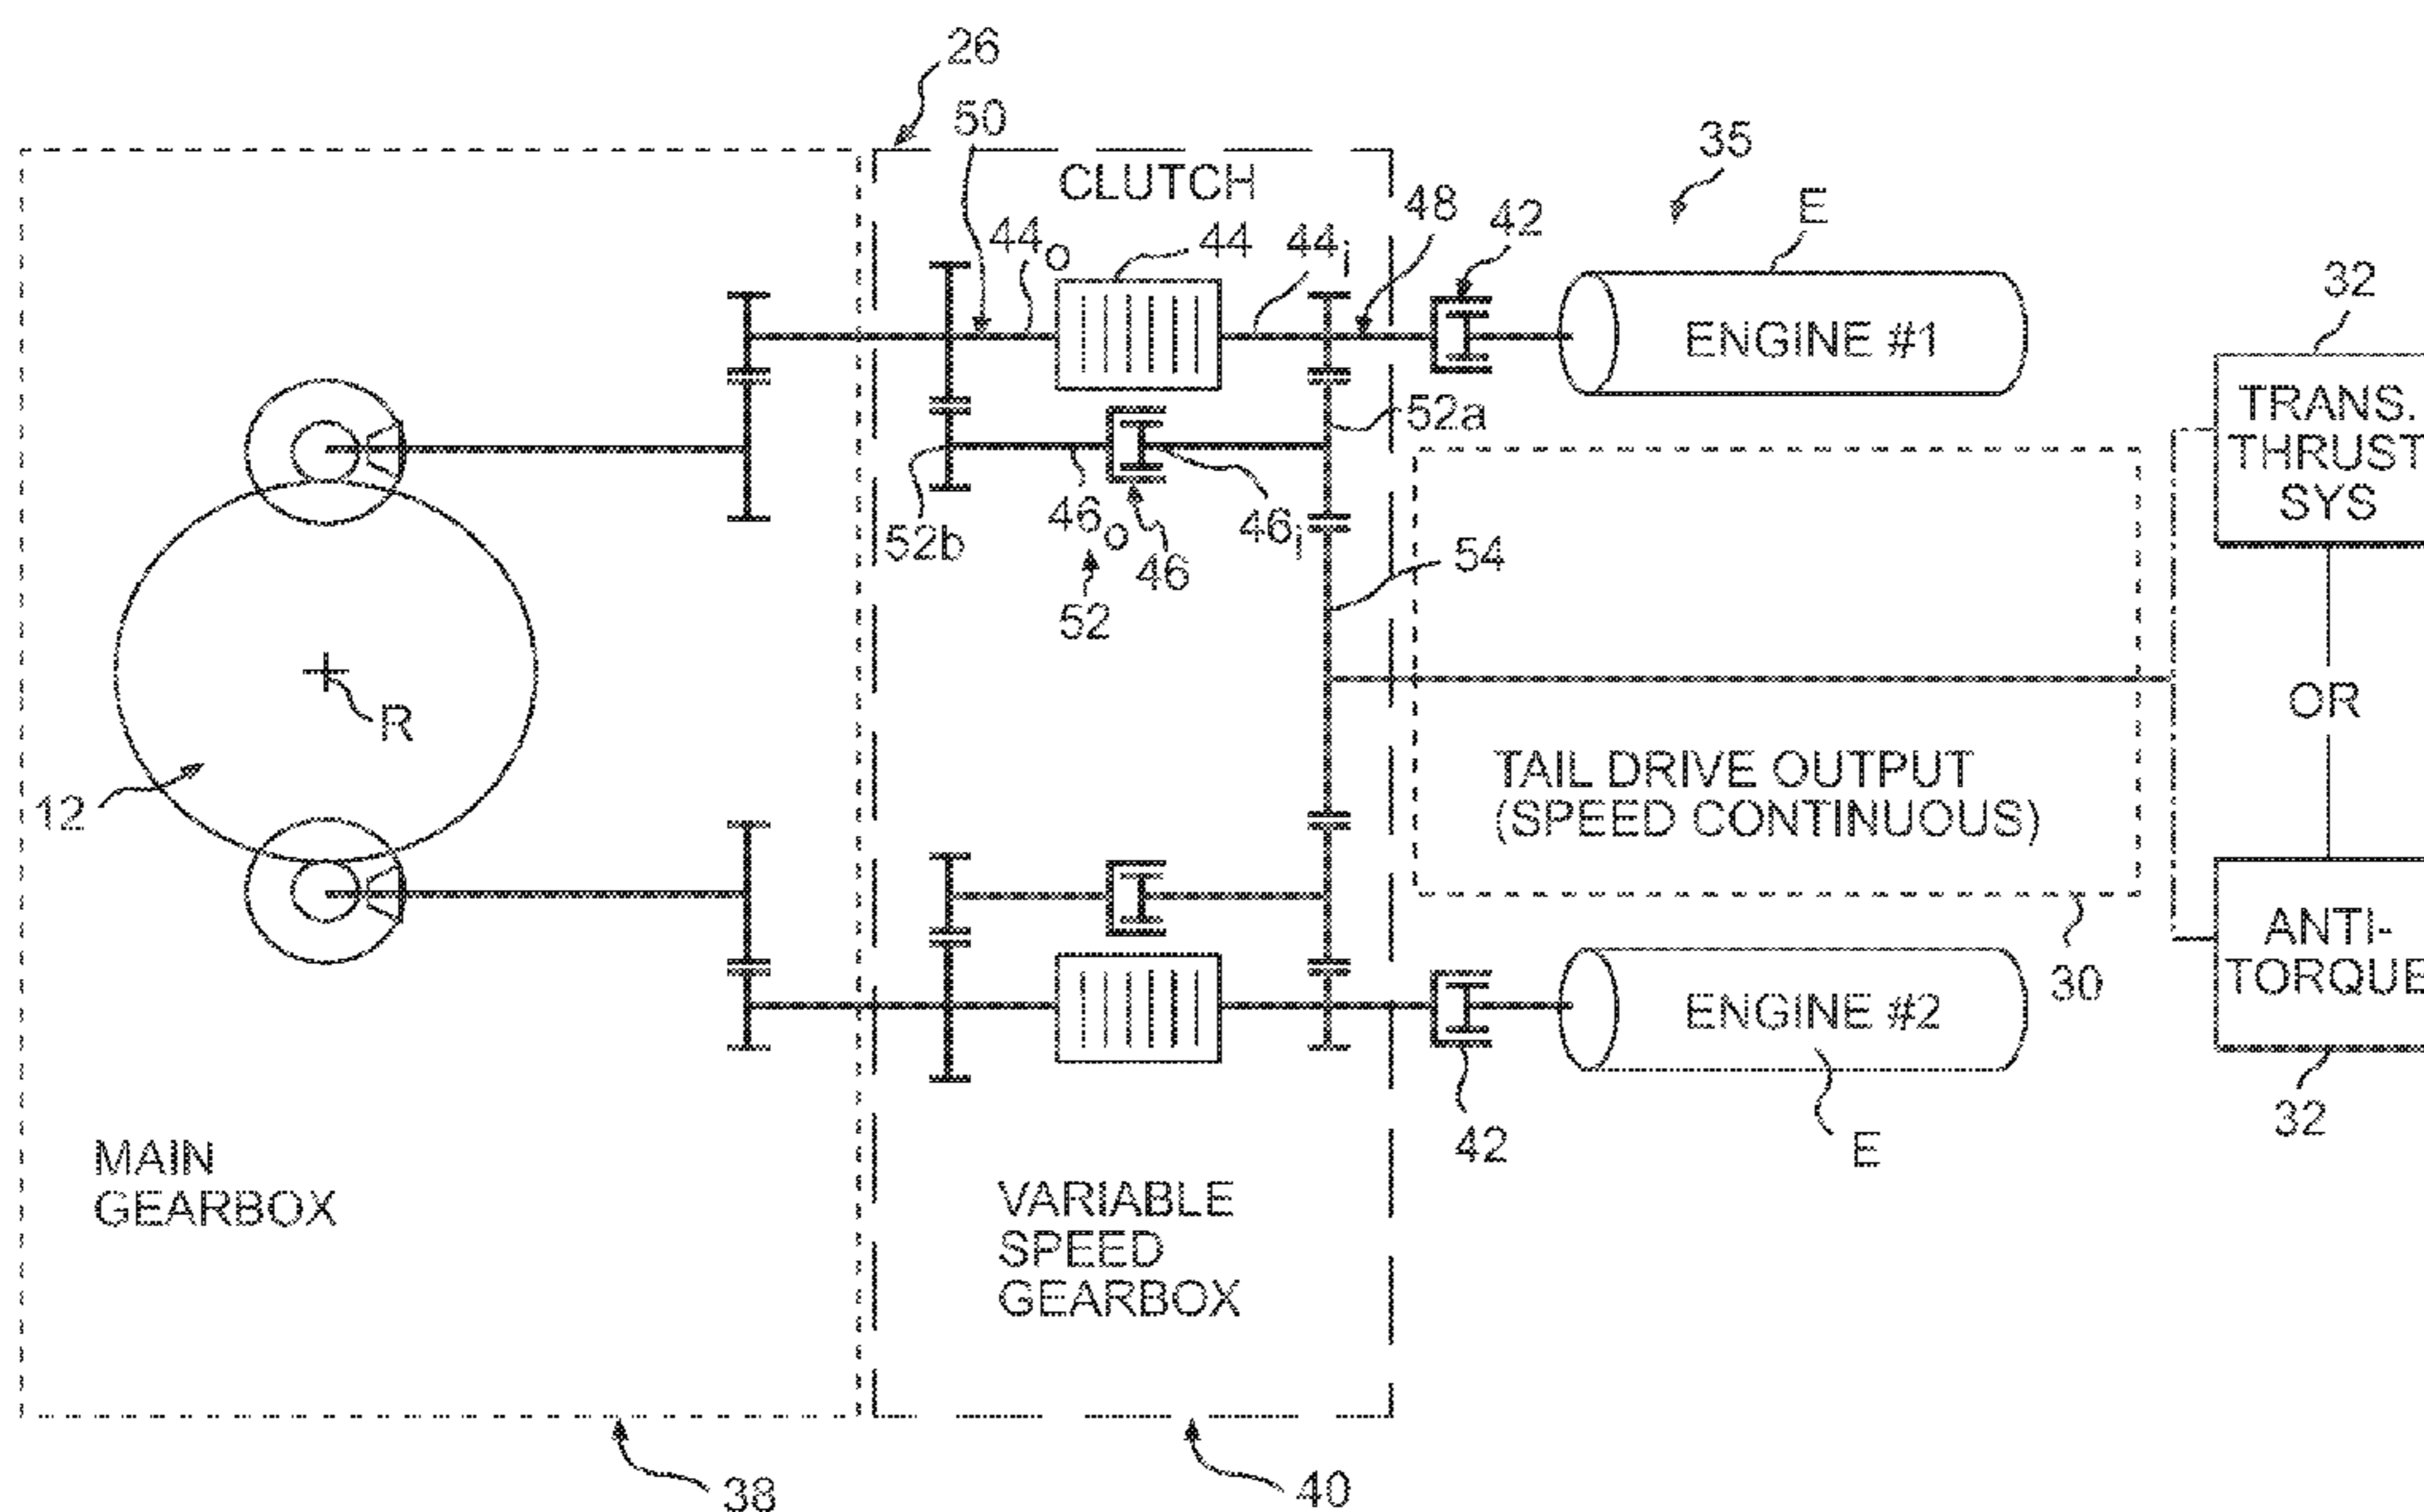 26
50
35
CLUTCH
E
48
42
44o
44
44i
32
ENGINE #1
TRANS.
THRUST
SYS
52a
52b
46o
46
46i
54
52
R
OR
12
TAIL DRIVE OUTPUT
(SPEED CONTINUOUS)
ANTI-
TORQUE
30
ENGINE #2
32
42
E
MAIN
GEARBOX
VARIABLE
SPEED
GEARBOX
38
40